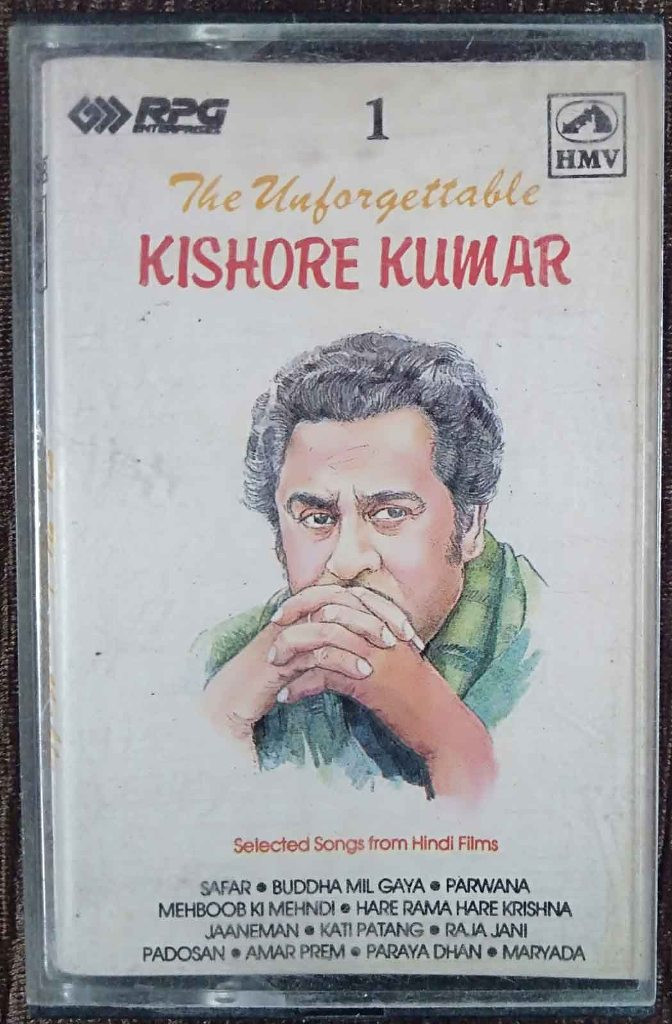 RPG
ENTERPRISES
1
HMV
The Unforgettable
KISHORE KUMAR
Selected Songs from Hindi Films
SAFAR • BUDDHA MIL GAYA • PARWANA
MEHBOOB KI MEHNDI • HARE RAMA HARE KRISHNA
JAANEMAN • KATI PATANG • RAJA JANI
PADOSAN • AMAR PREM • PARAYA DHAN • MARYADA